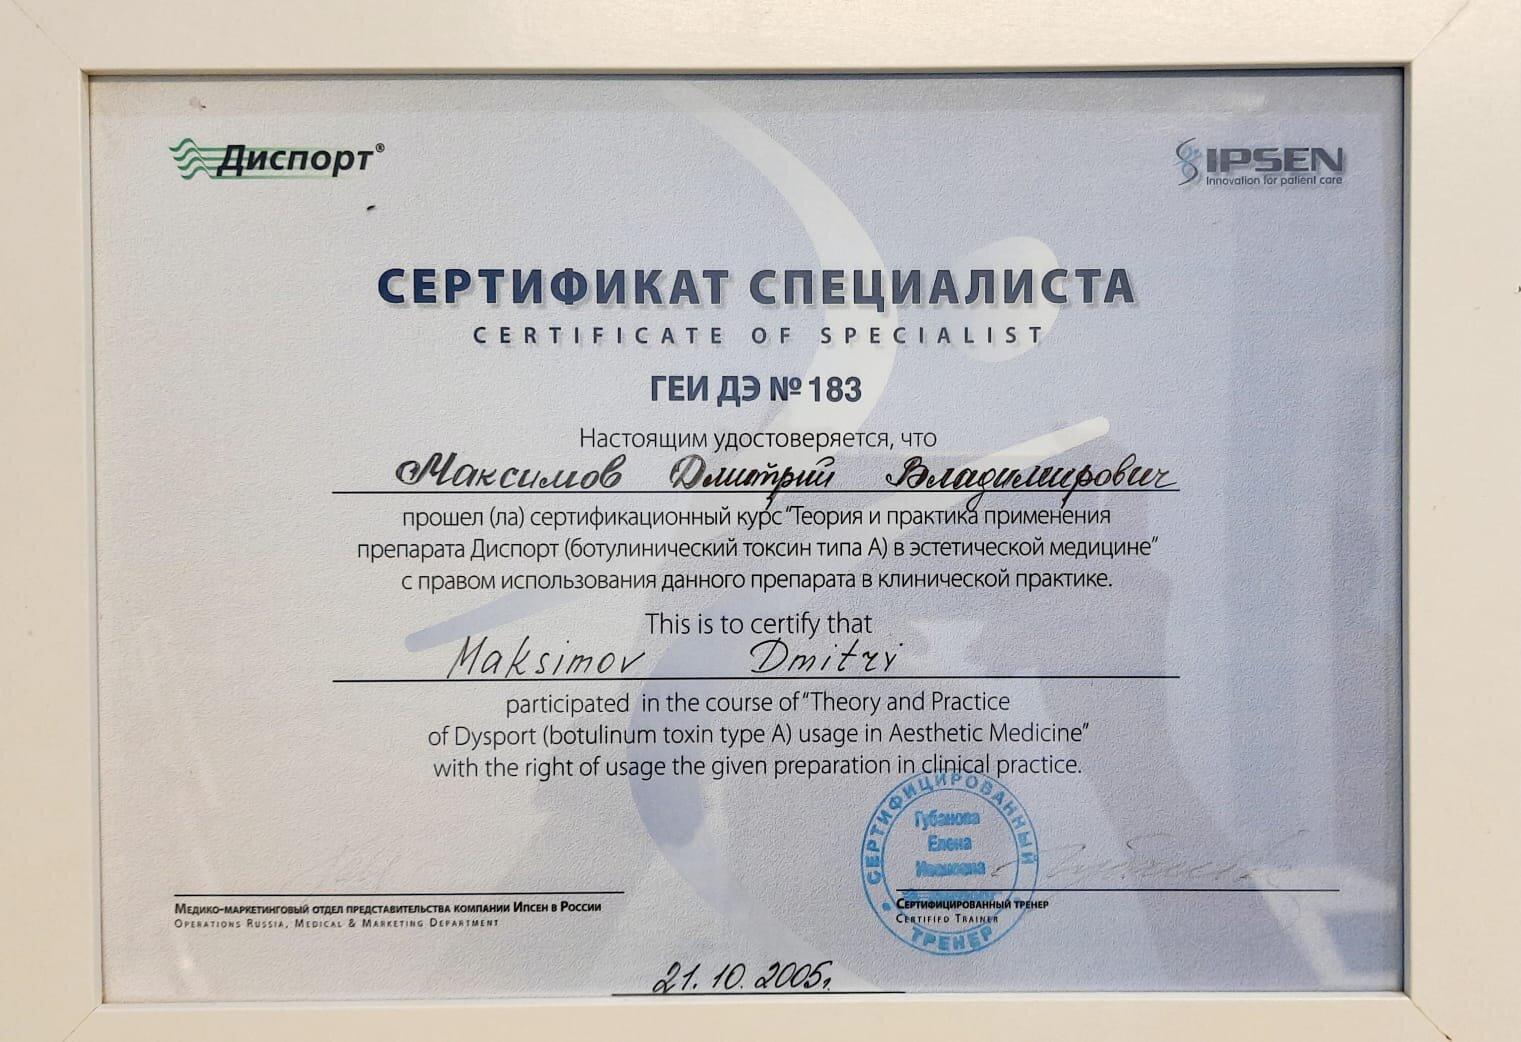 Диспорт®
IPSEN
Innovation for patient care
СЕРТИФИКАТ СПЕЦИАЛИСТА
CERTIFICATE OF SPECIALIST
ГЕИ ДЭ № 183
Настоящим удостоверяется, что
Максимов Дмитрий Владимирович
прошел (ла) сертификационный курс "Теория и практика применения
препарата Диспорт (ботулинический токсин типа А) в эстетической медицине"
с правом использования данного препарата в клинической практике.
This is to certify that
Maksimov Dmitri
participated in the course of "Theory and Practice
of Dysport (botulinum toxin type A) usage in Aesthetic Medicine"
with the right of usage the given preparation in clinical practice.
СЕРТИФИЦИРОВАННЫЙ
Губанова
Елена
Ивановна
ТРЕНЕР
Медико-маркетинговый отдел представительства компании Ипсен в России
Operations Russia, Medical & Marketing Department
Сертифицированный тренер
Certified Trainer
21.10.2005г.